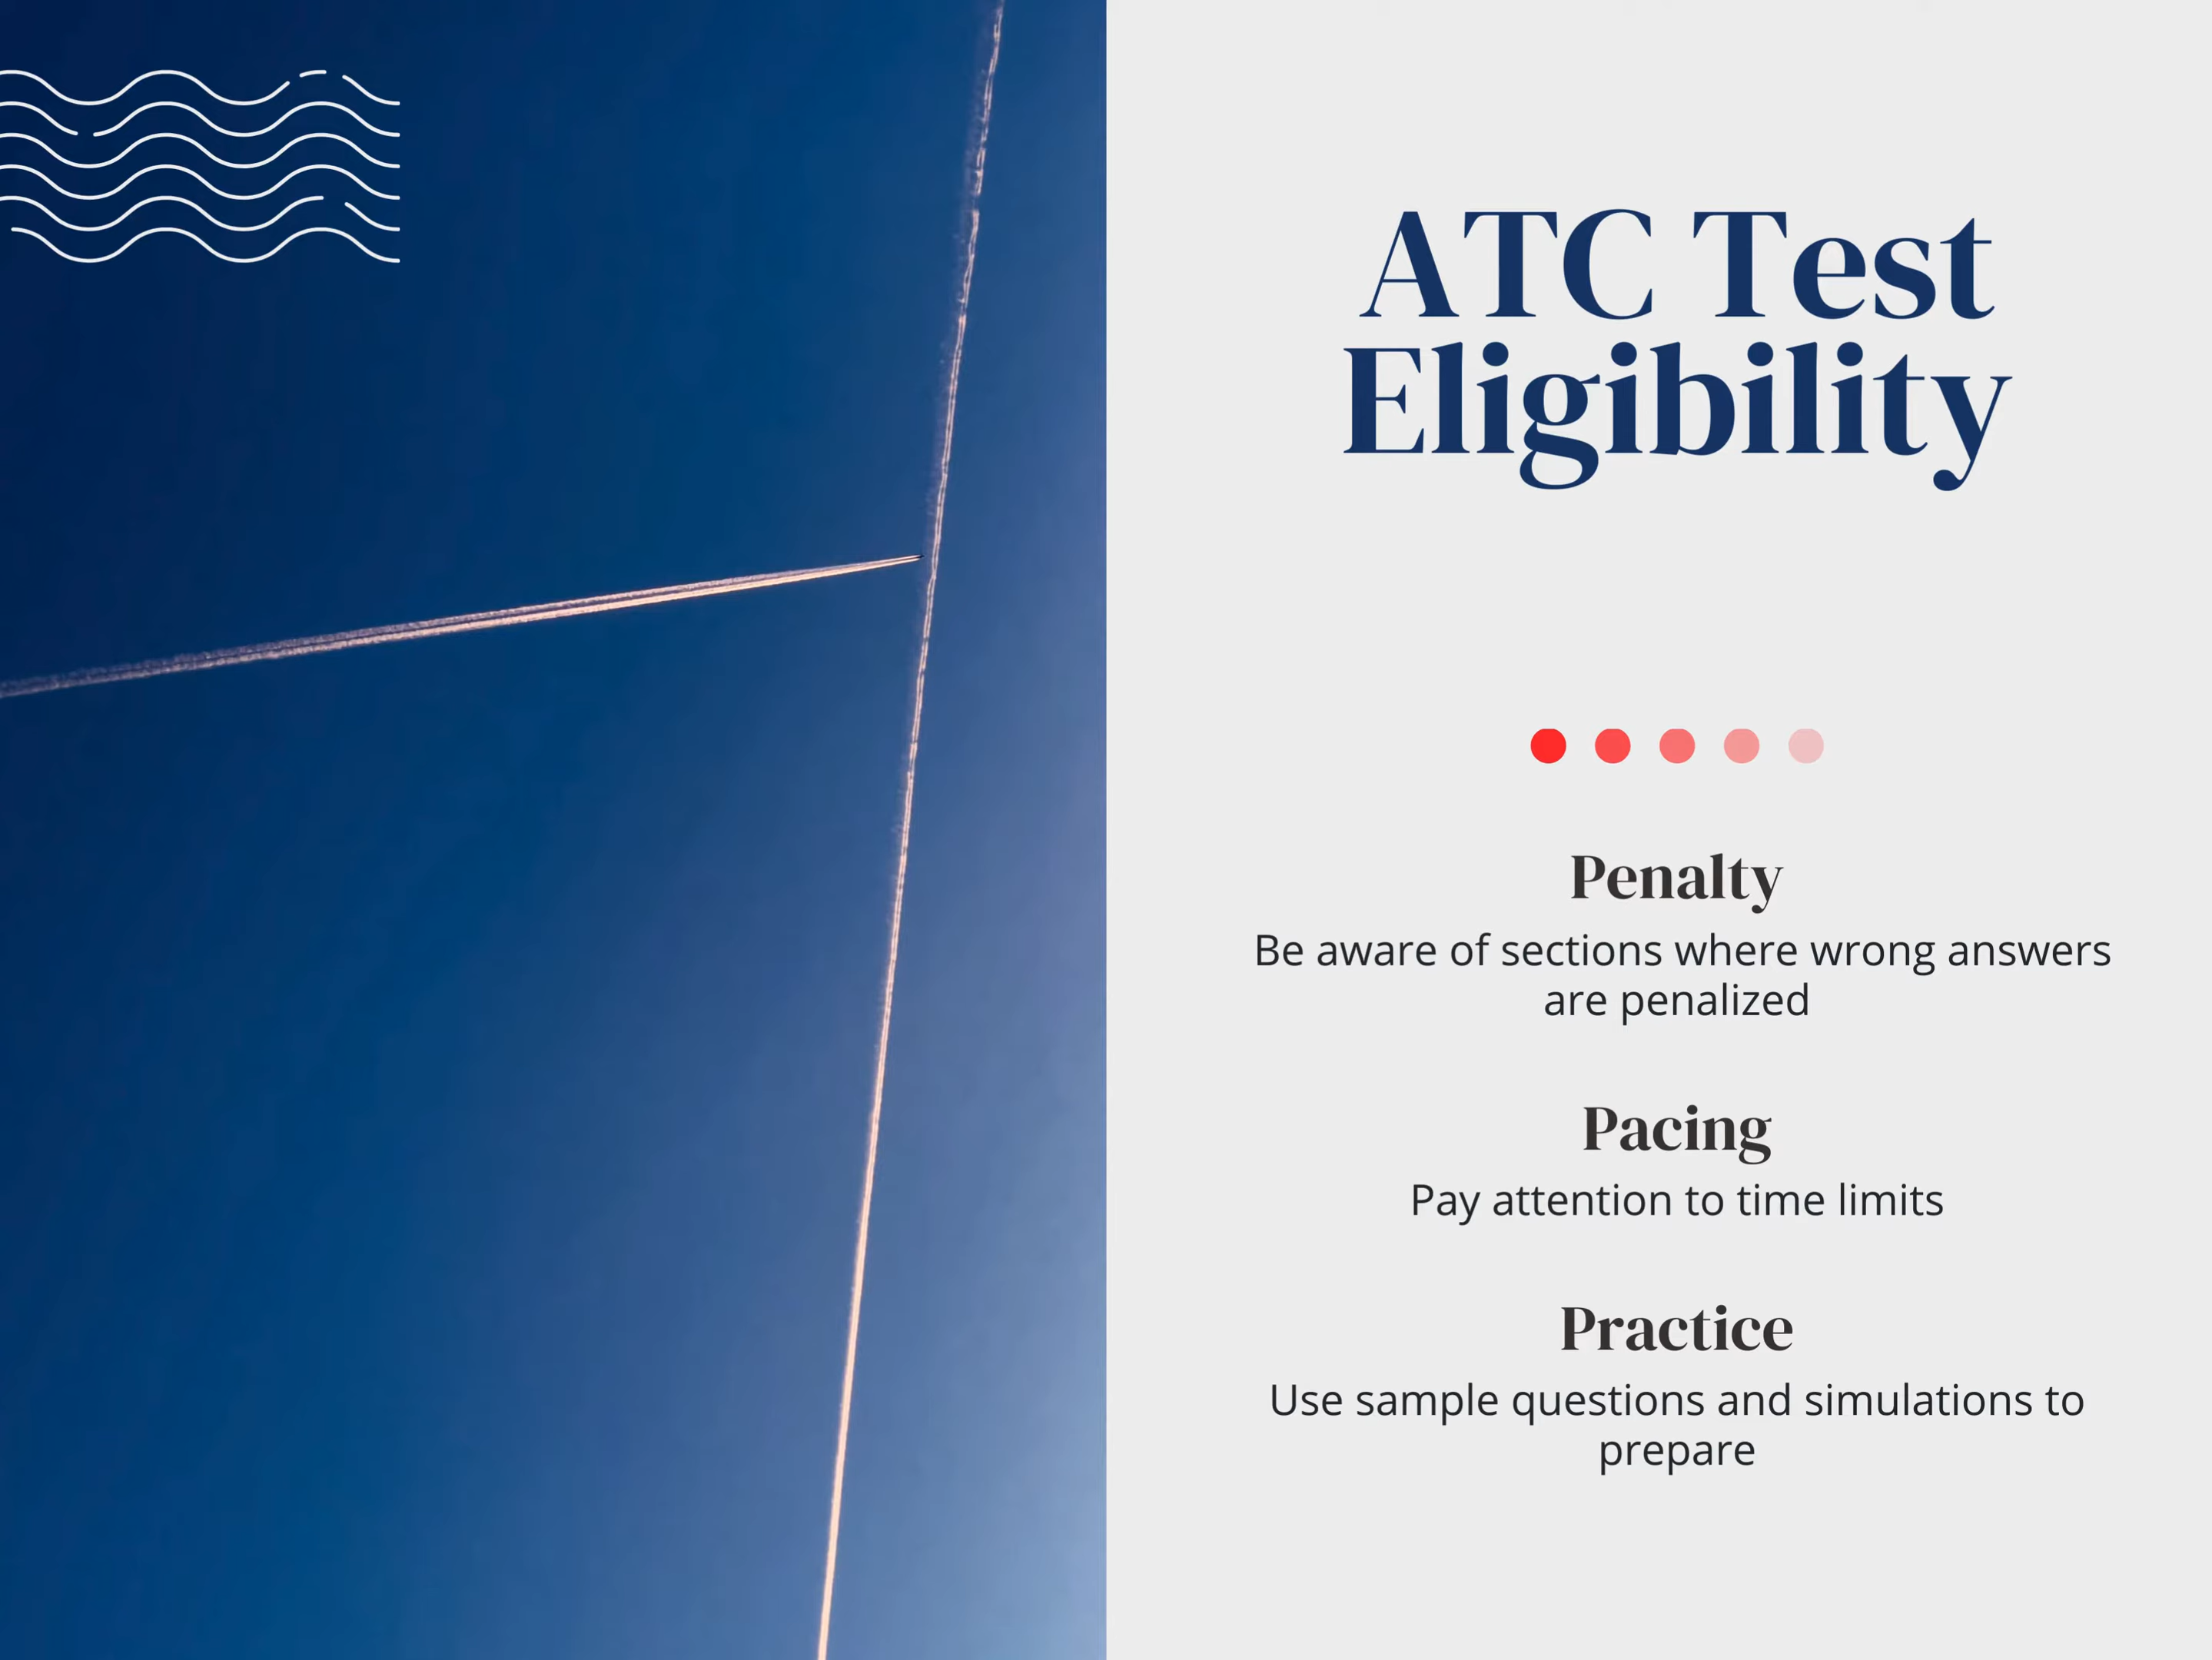 ATC Test
Eligibility
Penalty
Be aware of sections where wrong answers
are penalized
Pacing
Pay attention to time limits
Practice
Use sample questions and simulations to
prepare